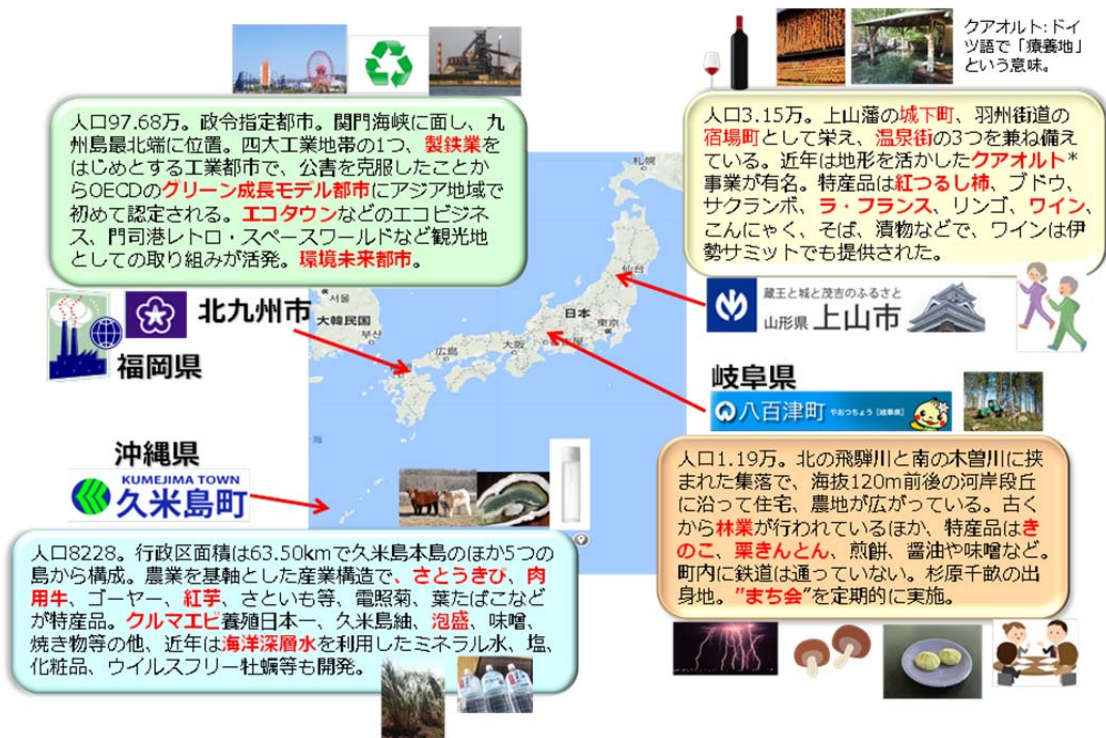 クアオルト:ドイ
ツ語で「療養地」
という意味。
人口97.68万。政令指定都市。関門海峡に面し、九
州島最北端に位置。四大工業地帯の1つ、製鉄業を
はじめとする工業都市で、公害を克服したことか
らOECDのグリーン成長モデル都市にアジア地域で
初めて認定される。エコタウンなどのエコビジネ
ス、門司港レトロ・スペースワールドなど観光地
としての取り組みが活発。環境未来都市。
人口3.15万。上山藩の城下町、羽州街道の
宿場町として栄え、温泉街の3つを兼ね備え
ている。近年は地形を活かしたクアオルト*
事業が有名。特産品は紅つるし柿、ブドウ、
サクランボ、ラ・フランス、リンゴ、ワイン、
こんにゃく、そば、漬物などで、ワインは伊
勢サミットでも提供された。
札幌
仙台
日本
東京
名古屋
大阪
広島
서울
大韓民国
부산
北九州市
福岡県
蔵王と城と茂吉のふるさと
山形県 上山市
岐阜県
八百津町 やおつちょう [岐阜県]
沖縄県
KUMEJIMA TOWN
久米島町
人口1.19万。北の飛騨川と南の木曽川に挟
まれた集落で、海抜120m前後の河岸段丘
に沿って住宅、農地が広がっている。古く
から林業が行われているほか、特産品はき
のこ、栗きんとん、煎餅、醤油や味噌など。
町内に鉄道は通っていない。杉原千畝の出
身地。”まち会”を定期的に実施。
人口8228。行政区面積は63.50kmで久米島本島のほか5つの
島から構成。農業を基軸とした産業構造で、さとうきび、肉
用牛、ゴーヤー、紅芋、さといも等、電照菊、葉たばこなど
が特産品。クルマエビ養殖日本一、久米島紬、泡盛、味噌、
焼き物等の他、近年は海洋深層水を利用したミネラル水、塩、
化粧品、ウイルスフリー牡蠣等も開発。